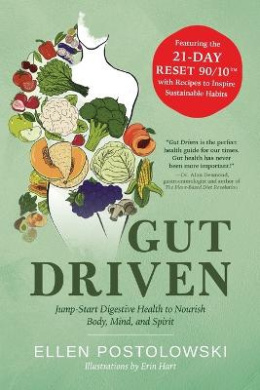 Featuring the
21-DAY
RESET 90/10™
with Recipes to Inspire
Sustainable Habits
"Gut Driven is the perfect
health guide for our times.
Gut health has never
been more important!"
—Dr. Alan Desmond,
gastroenterologist and author of
The Plant-Based Diet Revolution
GUT
DRIVEN
Jump-Start Digestive Health to Nourish
Body, Mind, and Spirit
ELLEN POSTOLOWSKI
Illustrations by Erin Hart